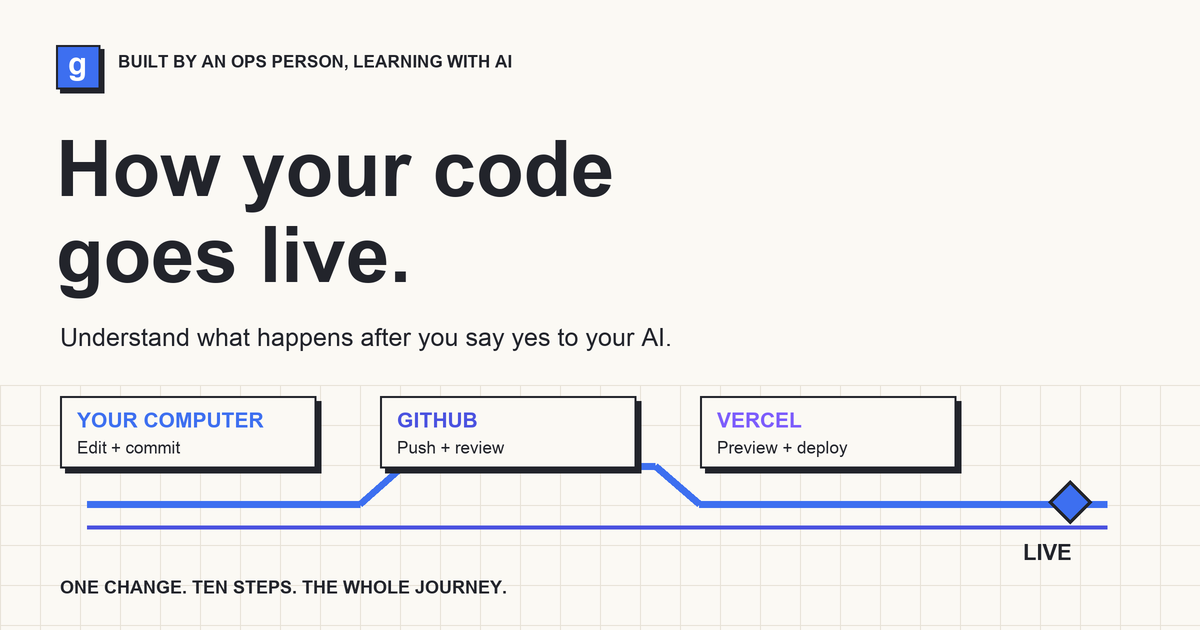 g
BUILT BY AN OPS PERSON, LEARNING WITH AI
How your code
goes live.
Understand what happens after you say yes to your AI.
YOUR COMPUTER
Edit + commit
GITHUB
Push + review
VERCEL
Preview + deploy
LIVE
ONE CHANGE. TEN STEPS. THE WHOLE JOURNEY.